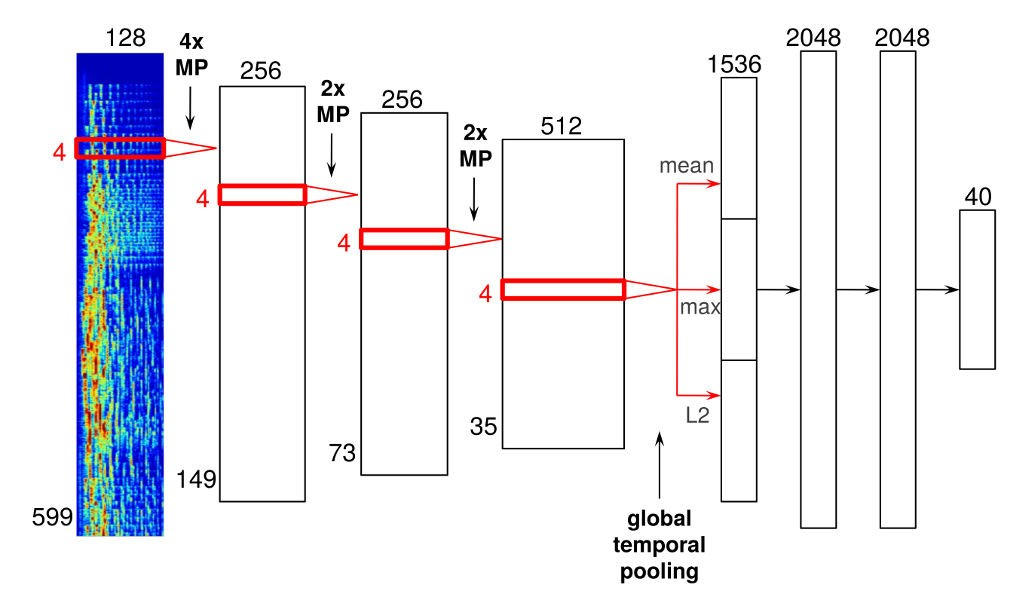 128
4x
MP
4
599
256
2x
MP
4
149
256
2x
MP
4
73
512
4
35
mean
max
L2
global
temporal
pooling
1536
2048
2048
40